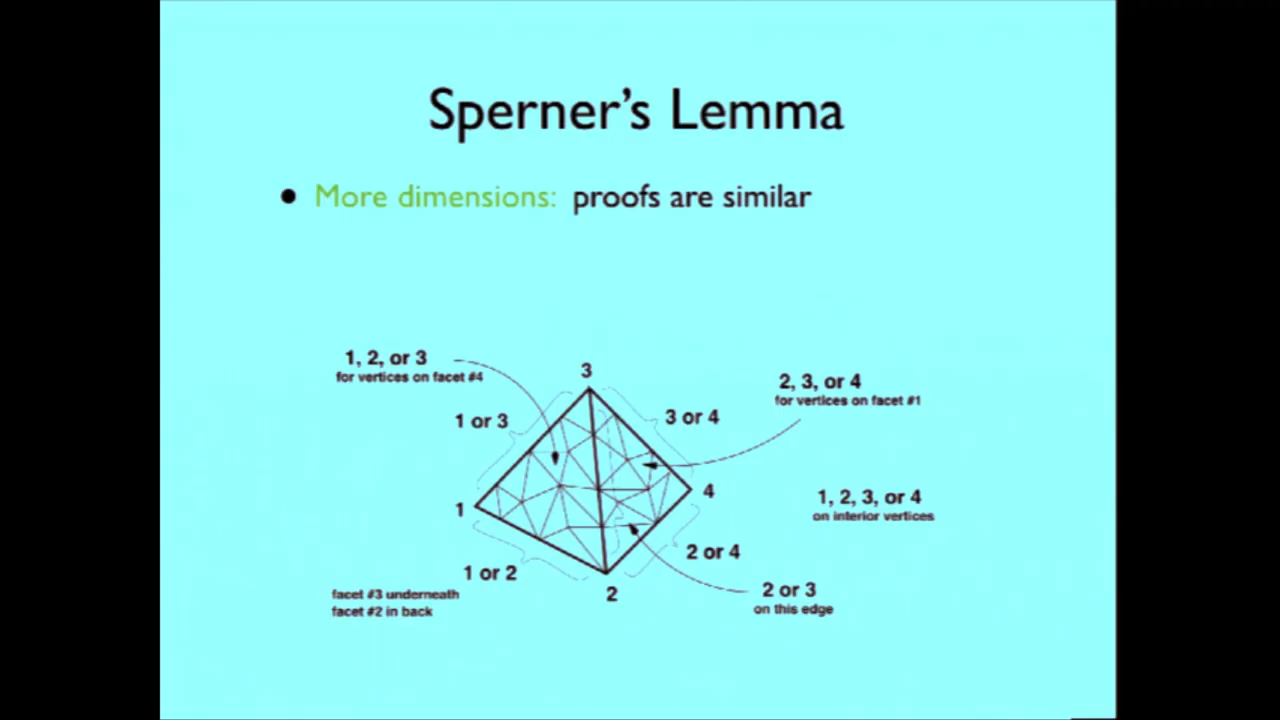 Sperner's Lemma
• More dimensions: proofs are similar
1, 2, or 3
for vertices on facet #4
3
2, 3, or 4
for vertices on facet #1
1 or 3
3 or 4
1
4
1, 2, 3, or 4
on interior vertices
2 or 4
1 or 2
2
2 or 3
on this edge
facet #3 underneath
facet #2 in back